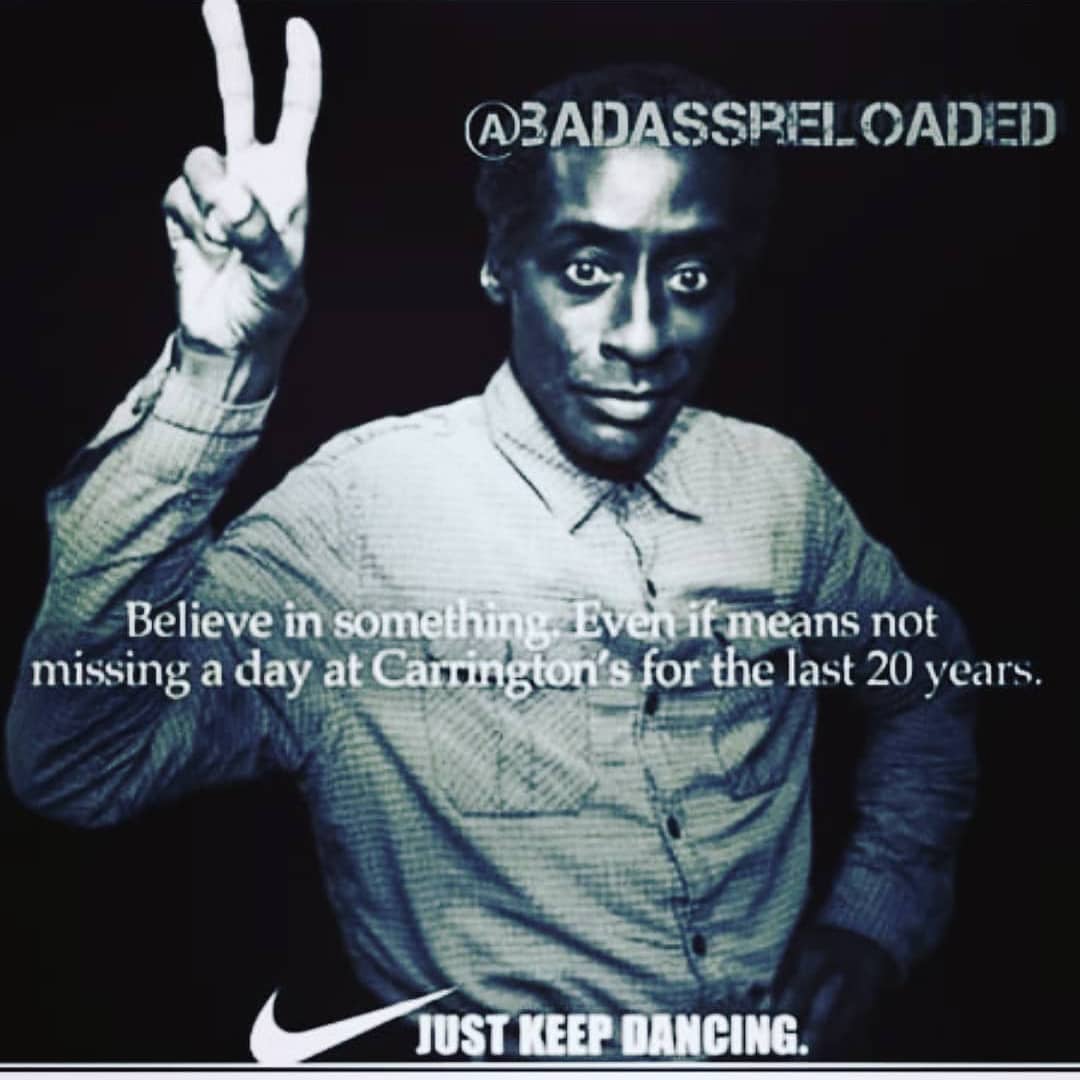 @BADASSRELOADED
Believe in something. Even if means not
missing a day at Carrington's for the last 20 years.
JUST KEEP DANCING.